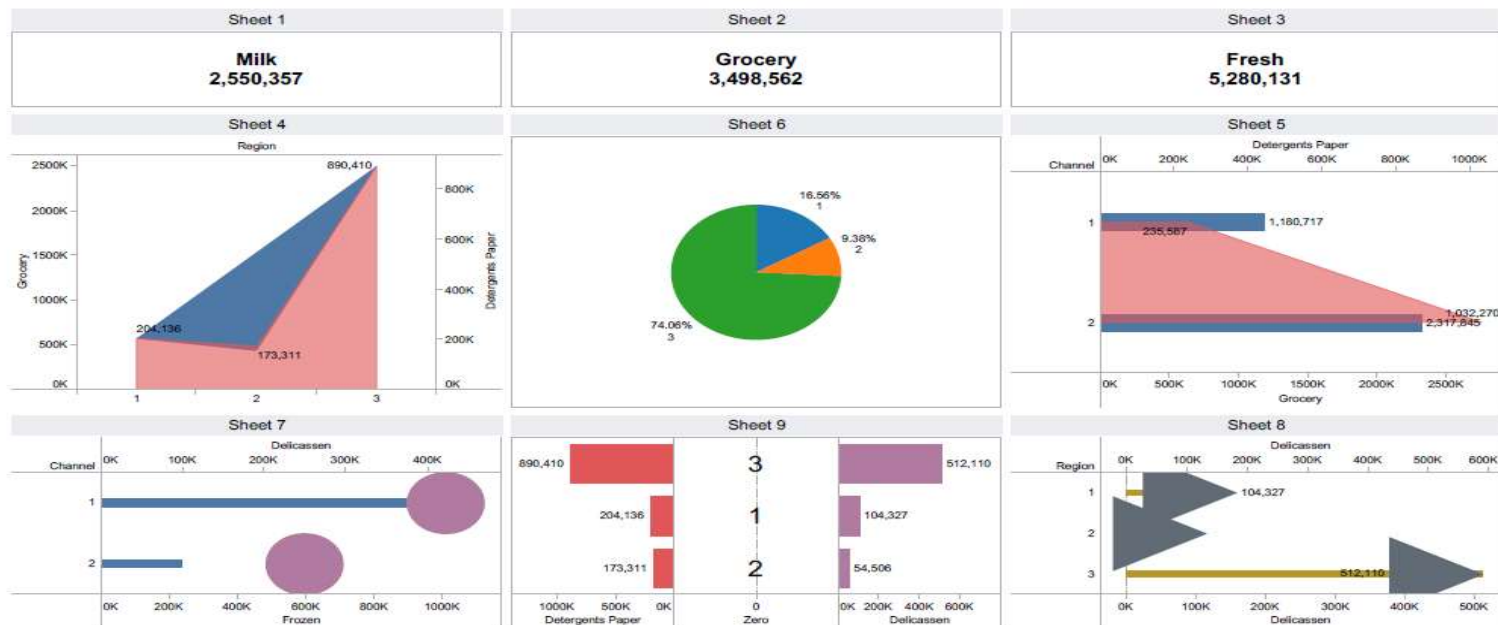 Sheet 1
Milk
2,550,357
Sheet 2
Grocery
3,498,562
Sheet 3
Fresh
5,280,131
Sheet 4
Region
2500K
2000K
1500K
1000K
500K
0K
Grocery
890,410
204,136
173,311
800K
600K
400K
200K
0K
Detergents Paper
1 2 3
Sheet 6
16.56%
1
9.38%
2
74.06%
3
Sheet 5
Detergents Paper
Channel 0K 200K 400K 600K 800K 1000K
1 235,587 1,180,717
1,032,270
2 2,317,845
0K 500K 1000K 1500K 2000K 2500K
Grocery
Sheet 7
Delicassen
Channel 0K 100K 200K 300K 400K
1
2
0K 200K 400K 600K 800K 1000K
Frozen
Sheet 9
890,410 3 512,110
204,136 1 104,327
173,311 2 54,506
1000K 500K 0K 0 0K 200K 400K 600K
Detergents Paper Zero Delicassen
Sheet 8
Delicassen
Region 0K 100K 200K 300K 400K 500K 600K
1 104,327
2
3 512,110
0K 100K 200K 300K 400K 500K
Delicassen